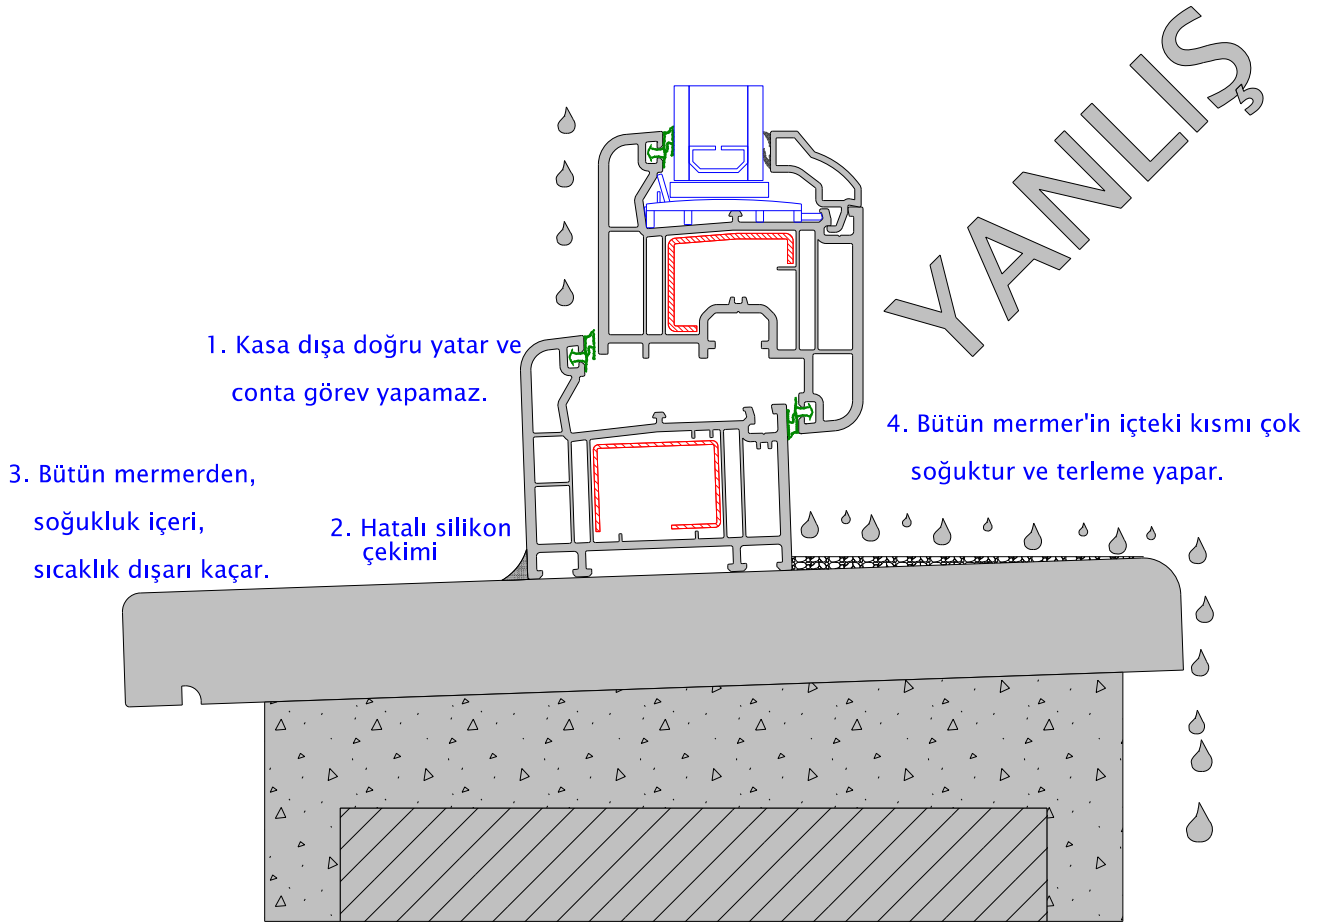 YANLIŞ
1. Kasa dışa doğru yatar ve
conta görev yapamaz.
2. Hatalı silikon
çekimi
3. Bütün mermerden,
soğukluk içeri,
sıcaklık dışarı kaçar.
4. Bütün mermer'in içteki kısmı çok
soğuktur ve terleme yapar.